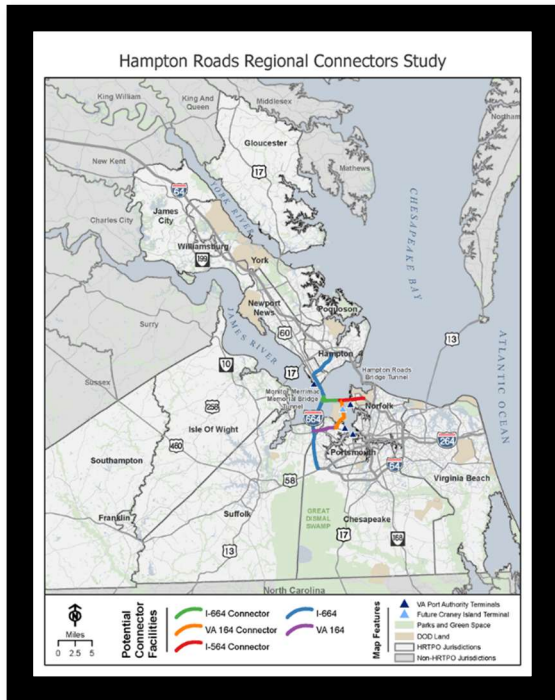 Hampton Roads Regional Connectors Study
King William
King And
Queen
Middlesex
Northam
Gloucester
New Kent
17
Mathews
64
YORK RIVER
CHESAPEAKE BAY
James
City
Charles City
Williamsburg
199
York
Newport
News
Poquoson
Surry
JAMES RIVER
60
13
ATLANTIC OCEAN
Hampton
Hampton Roads
Bridge Tunnel
10
17
Sussex
Monitor Merrimac
Memorial Bridge
Tunnel
Norfolk
258
664
Isle Of Wight
264
460
Portsmouth
64
Southampton
58
Virginia Beach
Franklin
Suffolk
GREAT
DISMAL
SWAMP
Chesapeake
17
168
13
North Carolina
Miles
0 2.5 5
Potential
Connector
Facilities
I-664 Connector
I-664
VA 164 Connector
VA 164
I-564 Connector
Map Features
VA Port Authority Terminals
Future Craney Island Terminal
Parks and Green Space
DOD Land
HRTPO Jurisdictions
Non-HRTPO Jurisdictions